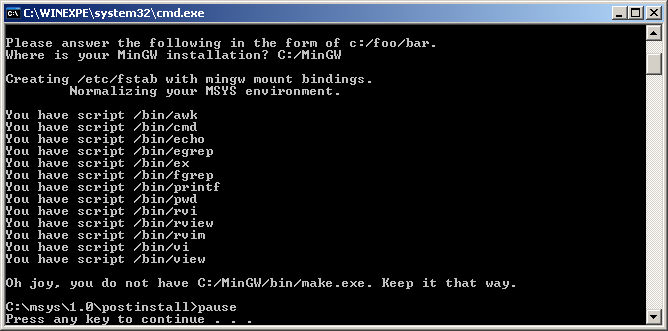 C:\WINEXPE\system32\cmd.exe
Please answer the following in the form of c:/foo/bar.
Where is your MinGW installation? C:/MinGW
Creating /etc/fstab with mingw mount bindings.
Normalizing your MSYS environment.
You have script /bin/awk
You have script /bin/cmd
You have script /bin/echo
You have script /bin/egrep
You have script /bin/ex
You have script /bin/fgrep
You have script /bin/printf
You have script /bin/pwd
You have script /bin/rvi
You have script /bin/rview
You have script /bin/rvim
You have script /bin/vi
You have script /bin/view
Oh joy, you do not have C:/MinGW/bin/make.exe. Keep it that way.
C:\msys\1.0\postinstall>pause
Press any key to continue . . .